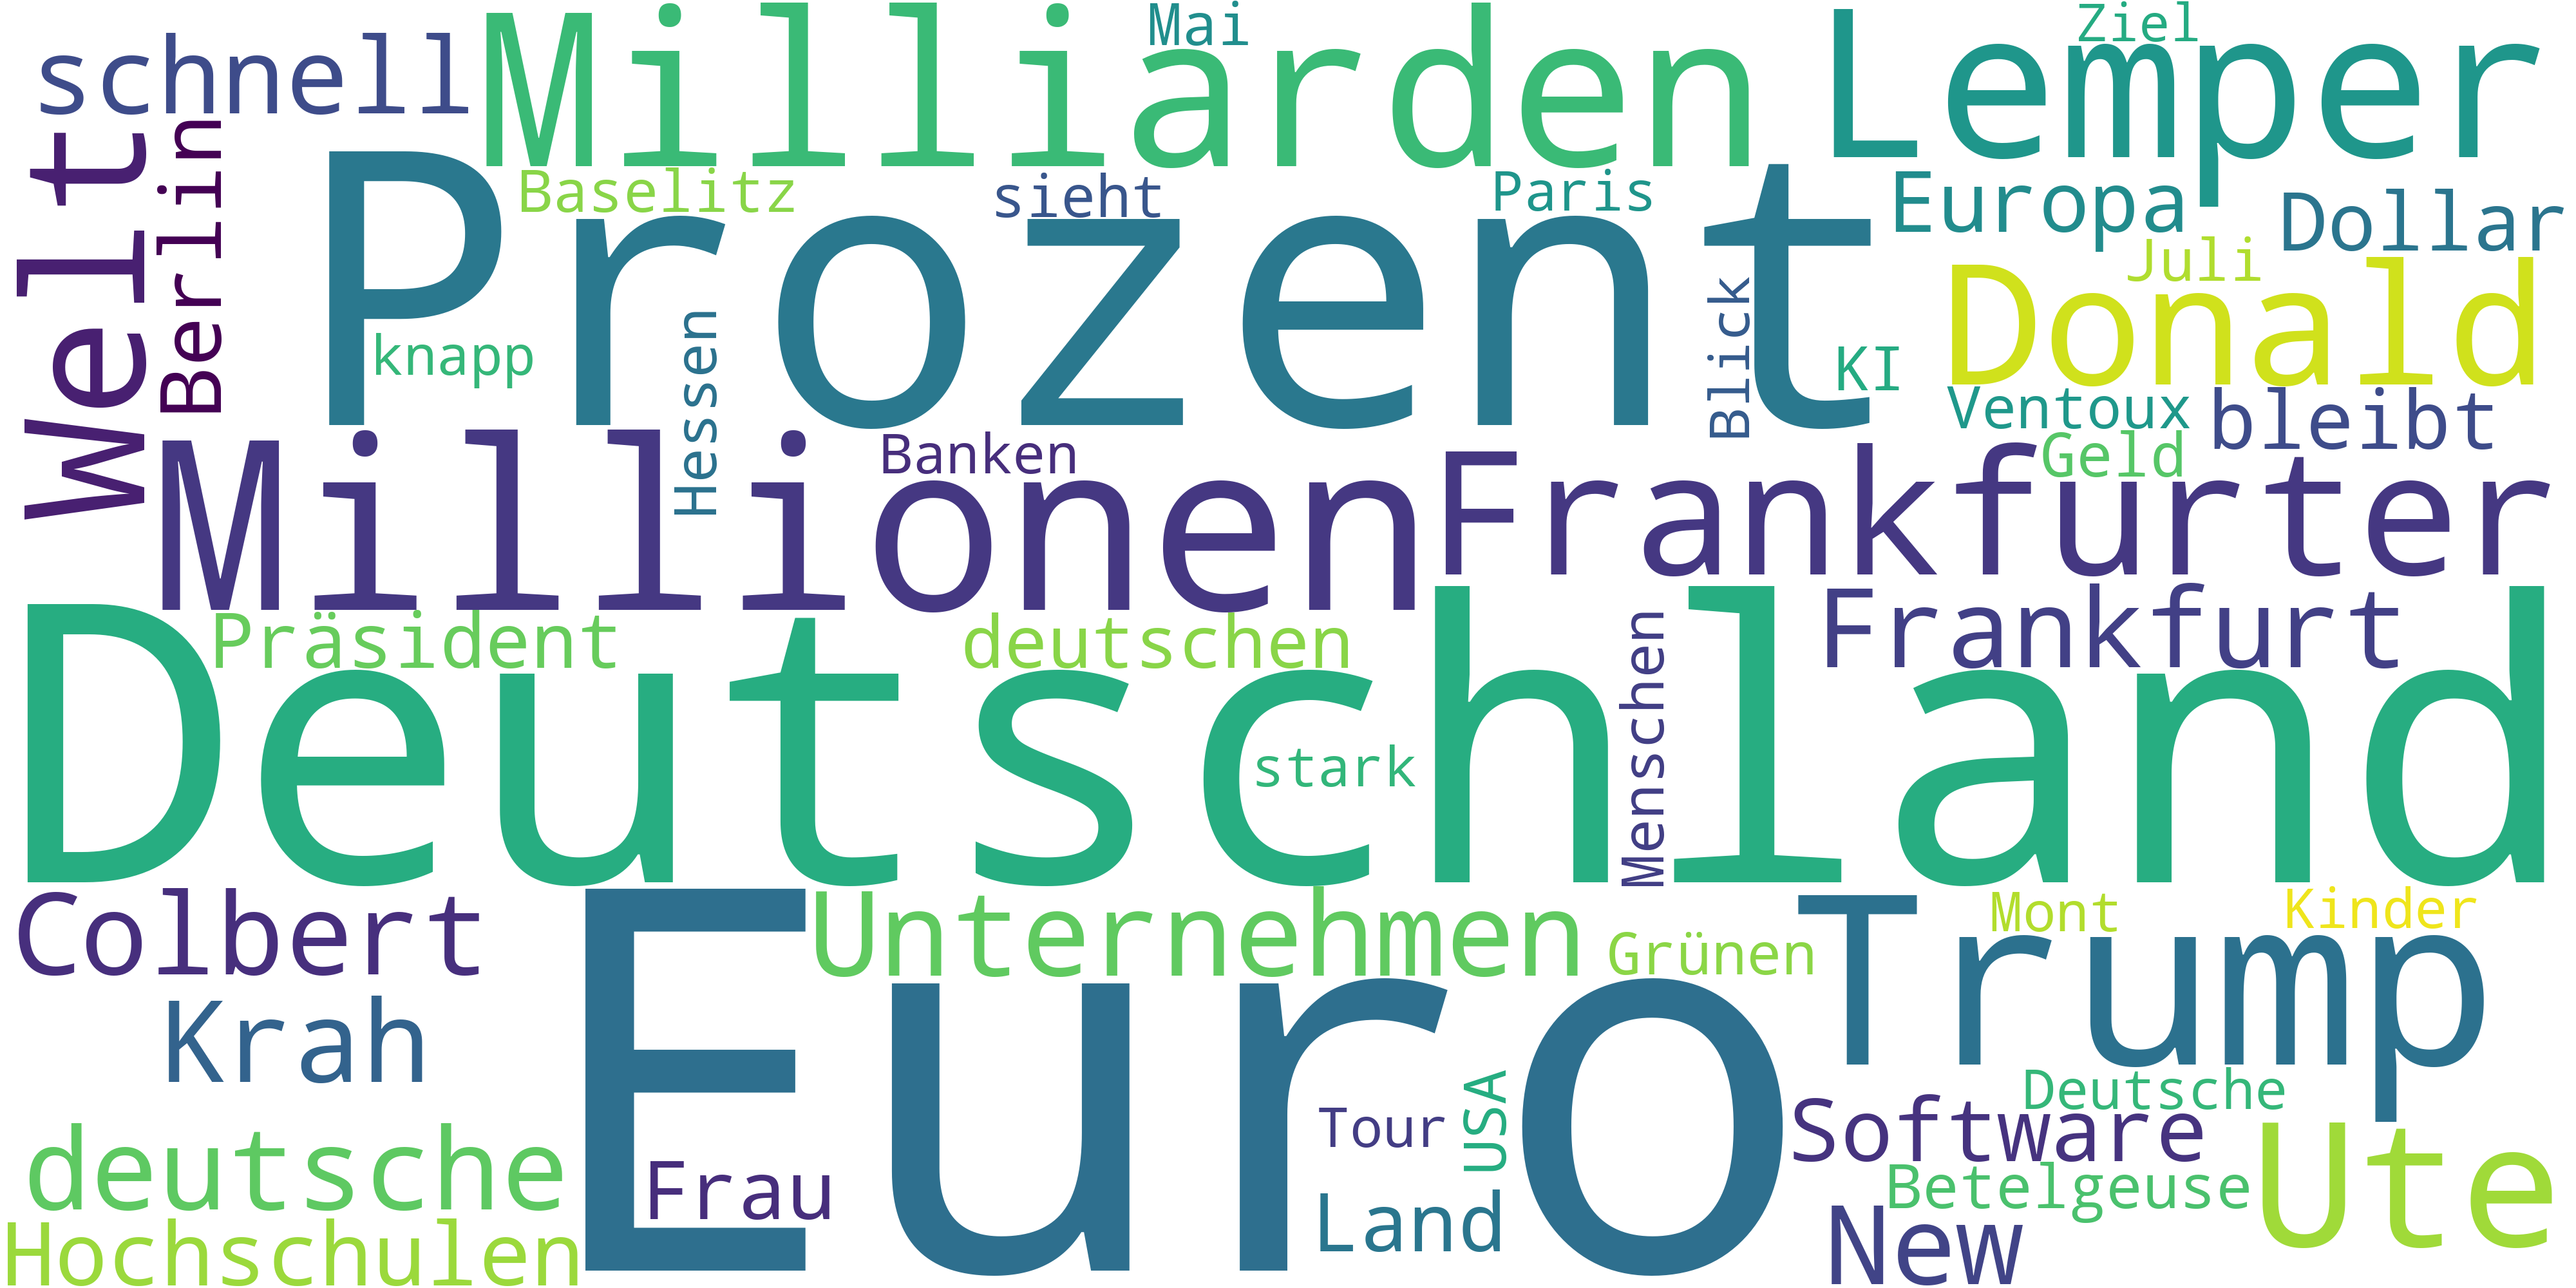 Mai
Ziel
schnell
Milliarden
Lemper
Welt
Berlin
Baselitz
sieht
Paris
Europa
Dollar
Prozent
Juli
Donald
knapp
Hessen
Blick
KI
Ventoux
bleibt
Millionen
Banken
Frankfurter
Geld
Präsident
deutschen
Menschen
Frankfurt
Deutschland
stark
Colbert
Euro
Unternehmen
Grünen
Trump
Mont
Kinder
Krah
Tour
USA
Deutsche
Software
deutsche
Frau
Land
Betelgeuse
Ute
Hochschulen
New